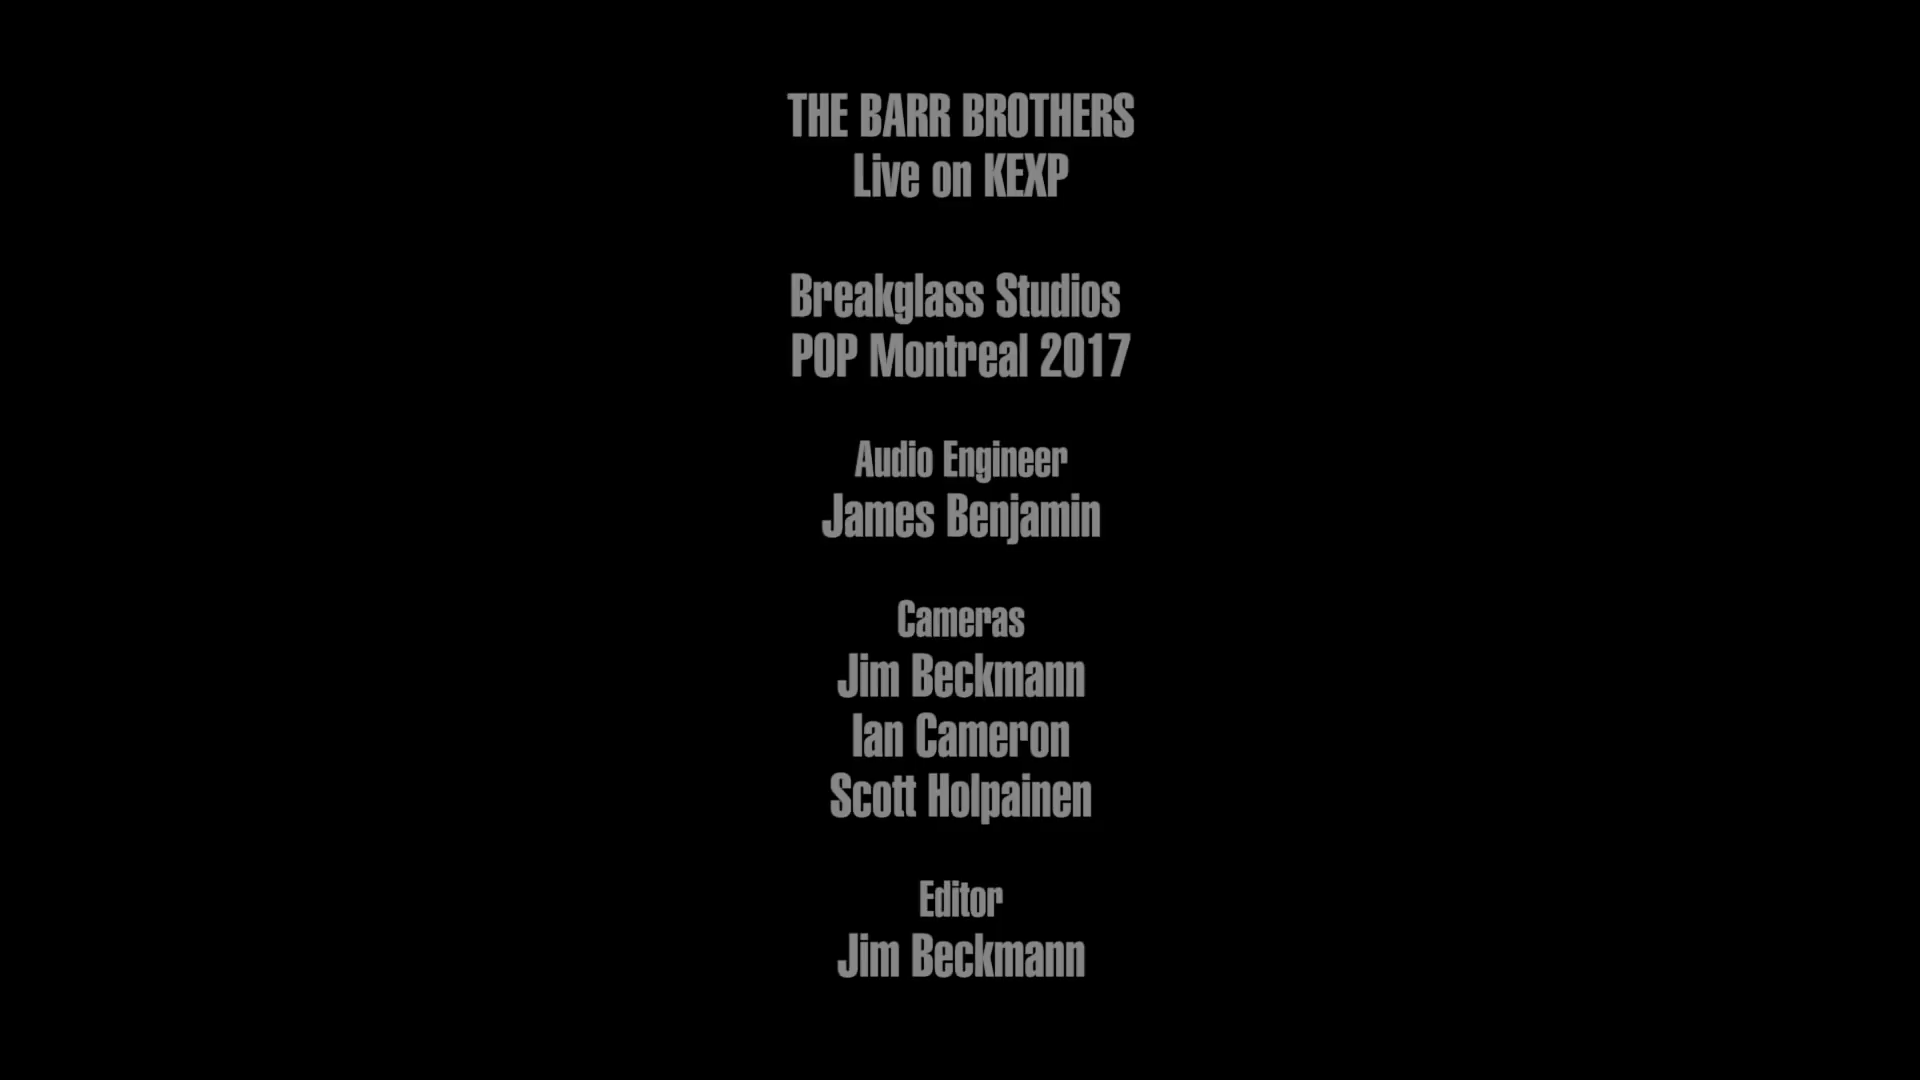 THE BARR BROTHERS
Live on KEXP
Breakglass Studios
POP Montreal 2017
Audio Engineer
James Benjamin
Cameras
Jim Beckmann
Ian Cameron
Scott Holpainen
Editor
Jim Beckmann